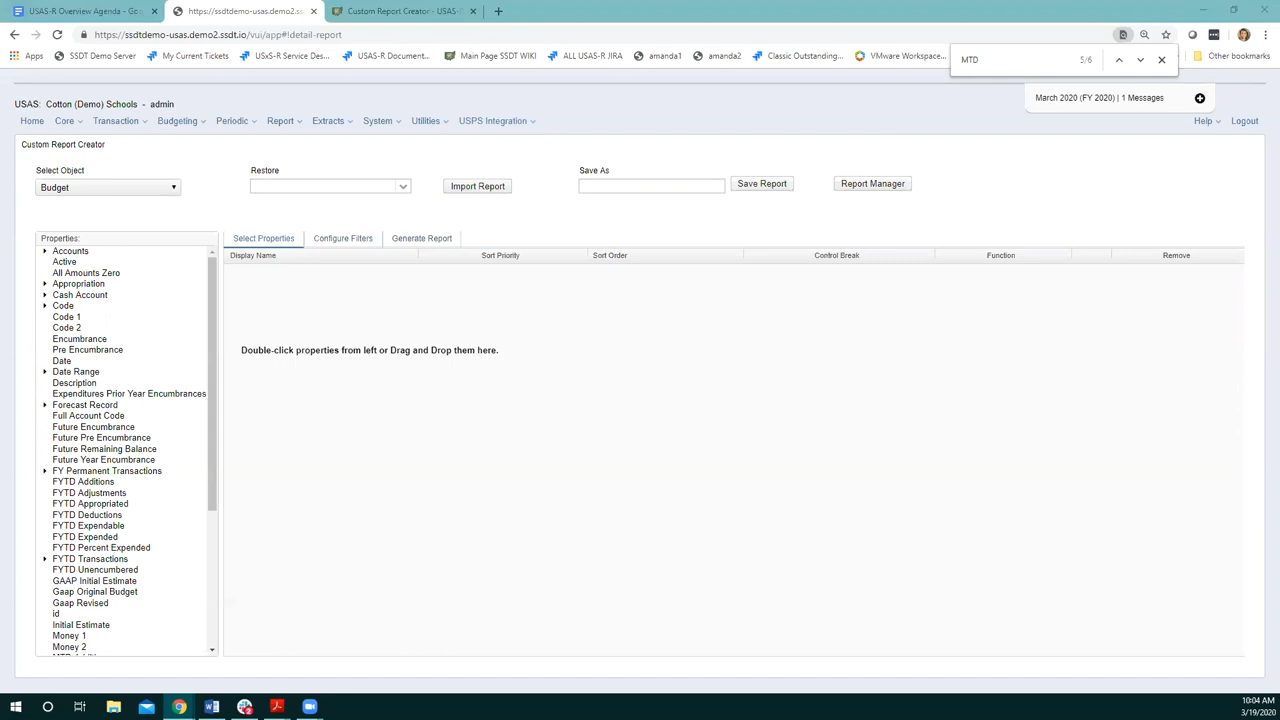 USAS-R Overview Agenda - Go
https://ssdtdemo-usas.demo2.ssdt
Custom Report Creator - USAS-
https://ssdtdemo-usas.demo2.ssdt.io/vui/app#!detail-report
Apps
SSDT Demo Server
My Current Tickets
USxS-R Service Des...
USAS-R Document...
Main Page SSDT WIKI
ALL USAS-R JIRA
amanda1
amanda2
Classic Outstanding...
VMware Workspace...
Other bookmarks
MTD
5/6
USAS: Cotton (Demo) Schools - admin
March 2020 (FY 2020) | 1 Messages
Home Core Transaction Budgeting Periodic Report Extracts System Utilities USPS Integration Help Logout
Custom Report Creator
Select Object
Restore
Save As
Budget
Import Report
Save Report
Report Manager
Properties:
Select Properties
Configure Filters
Generate Report
Display Name
Sort Priority
Sort Order
Control Break
Function
Remove
Double-click properties from left or Drag and Drop them here.
Accounts
Active
All Amounts Zero
Appropriation
Cash Account
Code
Code 1
Code 2
Encumbrance
Pre Encumbrance
Date
Date Range
Description
Expenditures Prior Year Encumbrances
Forecast Record
Full Account Code
Future Encumbrance
Future Pre Encumbrance
Future Remaining Balance
Future Year Encumbrance
FY Permanent Transactions
FYTD Additions
FYTD Adjustments
FYTD Appropriated
FYTD Deductions
FYTD Expendable
FYTD Expended
FYTD Percent Expended
FYTD Transactions
FYTD Unencumbered
GAAP Initial Estimate
Gaap Original Budget
Gaap Revised
id
Initial Estimate
Money 1
Money 2
10:04 AM
3/19/2020